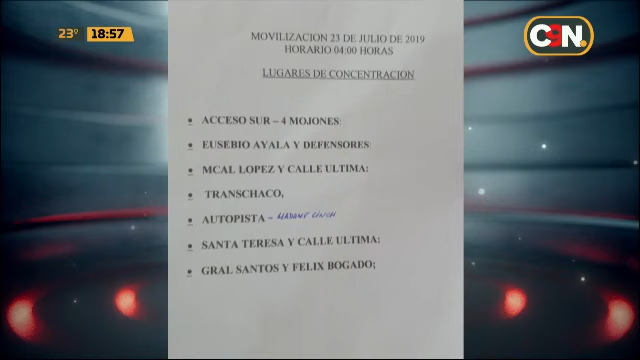 23°
18:57
C9N.
MOVILIZACION 23 DE JULIO DE 2019
HORARIO 04:00 HORAS
LUGARES DE CONCENTRACION
• ACCESO SUR – 4 MOJONES:
• EUSEBIO AYALA Y DEFENSORES:
• MCAL LOPEZ Y CALLE ULTIMA:
• TRANSCHACO,
• AUTOPISTA – MADAME LINCH
• SANTA TERESA Y CALLE ULTIMA;
• GRAL SANTOS Y FELIX BOGADO;